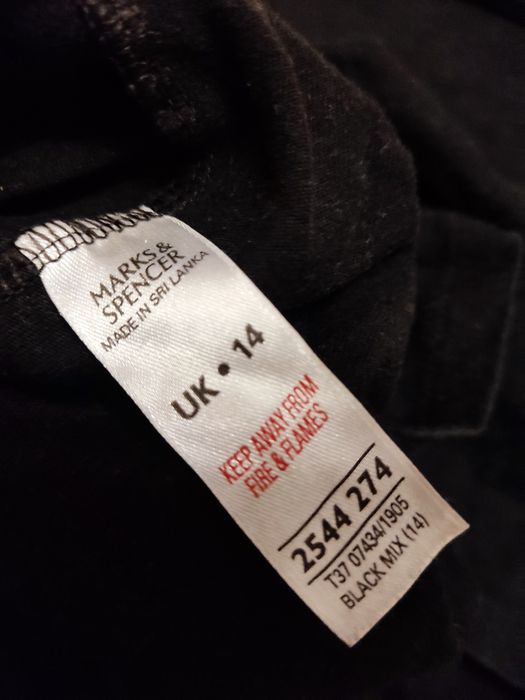 MARKS &
SPENCER
MADE IN SRI LANKA
UK • 14
KEEP AWAY FROM
FIRE & FLAMES
2544 274
T37 07434/1905
BLACK MIX (14)